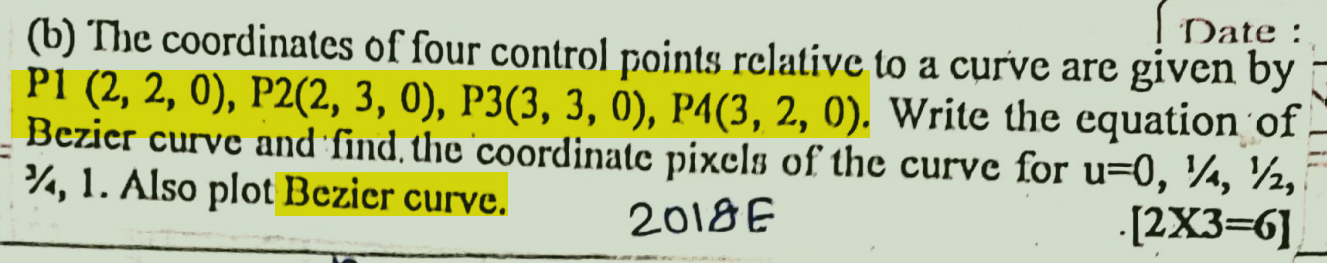 Date :
(b) The coordinates of four control points relative to a curve are given by
P1 (2, 2, 0), P2(2, 3, 0), P3(3, 3, 0), P4(3, 2, 0). Write the equation of
Bezier curve and find the coordinate pixels of the curve for u=0, ¼, ½,
¾, 1. Also plot Bezier curve.
2018E
[2X3=6]